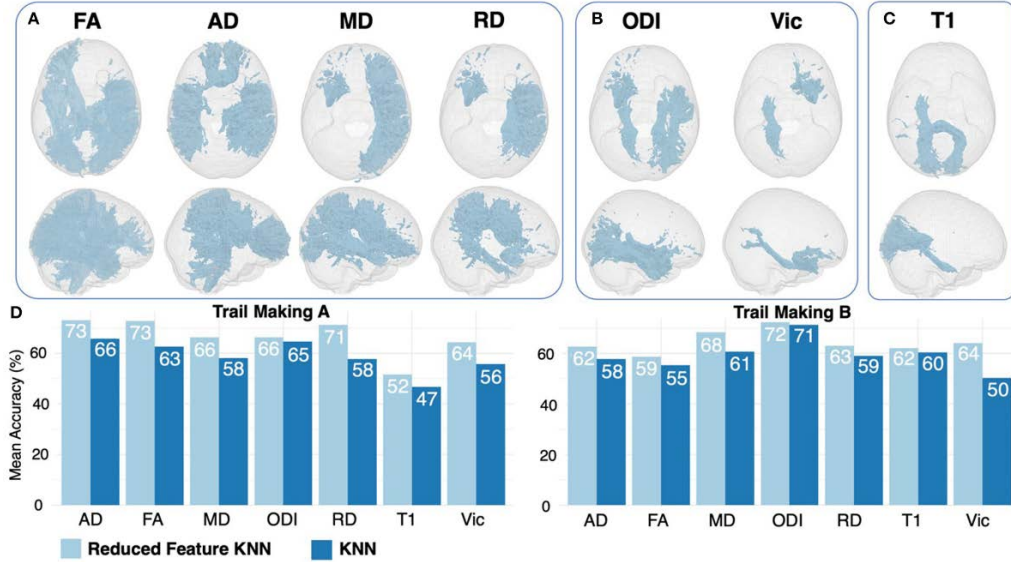 A FA AD MD RD B ODI Vic C T1
D Trail Making A Trail Making B
Mean Accuracy (%)
60
40
20
0
73 66 73 63 66 58 66 65 71 58 52 47 64 56
AD FA MD ODI RD T1 Vic
60
40
20
0
62 58 59 55 68 61 72 71 63 59 62 60 64 50
AD FA MD ODI RD T1 Vic
Reduced Feature KNN KNN